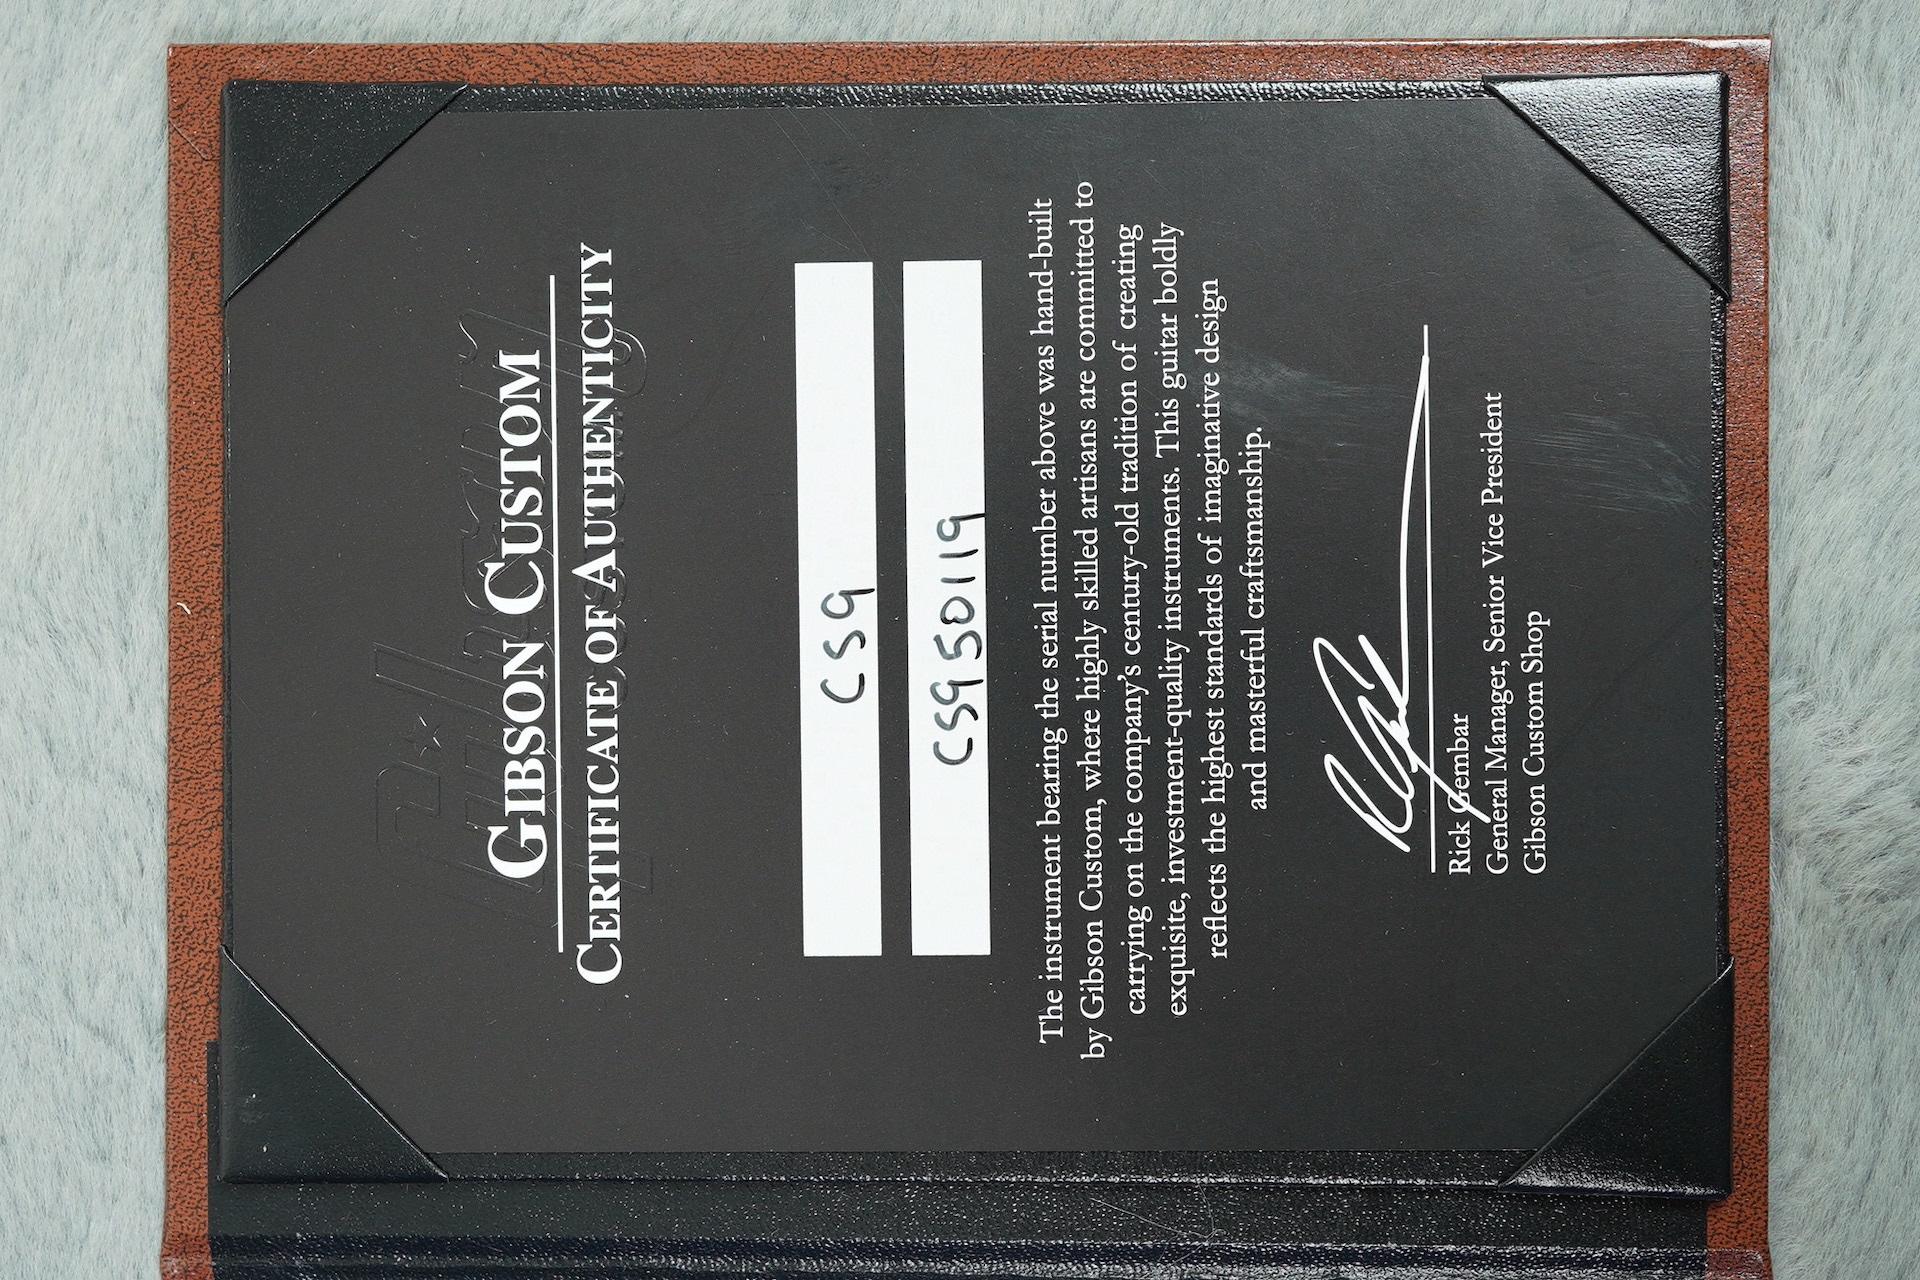 GIBSON CUSTOM
CERTIFICATE OF AUTHENTICITY
CS9
CS950119
The instrument bearing the serial number above was hand-built
by Gibson Custom, where highly skilled artisans are committed to
carrying on the company's century-old tradition of creating
exquisite, investment-quality instruments. This guitar boldly
reflects the highest standards of imaginative design
and masterful craftsmanship.
Rick Gembar
General Manager, Senior Vice President
Gibson Custom Shop